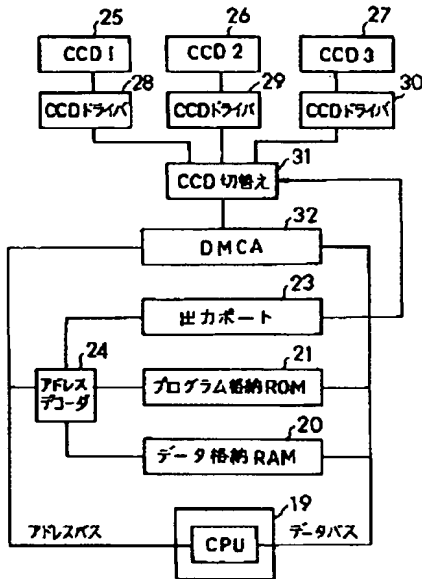 25
26
27
CCD 1
CCD 2
CCD 3
28
29
30
CCDドライバ
CCDドライバ
CCDドライバ
31
CCD 切替え
32
DMCA
23
出力ポート
24
アドレス
デコーダ
21
プログラム格納ROM
20
データ格納RAM
19
アドレスバス
CPU
データバス